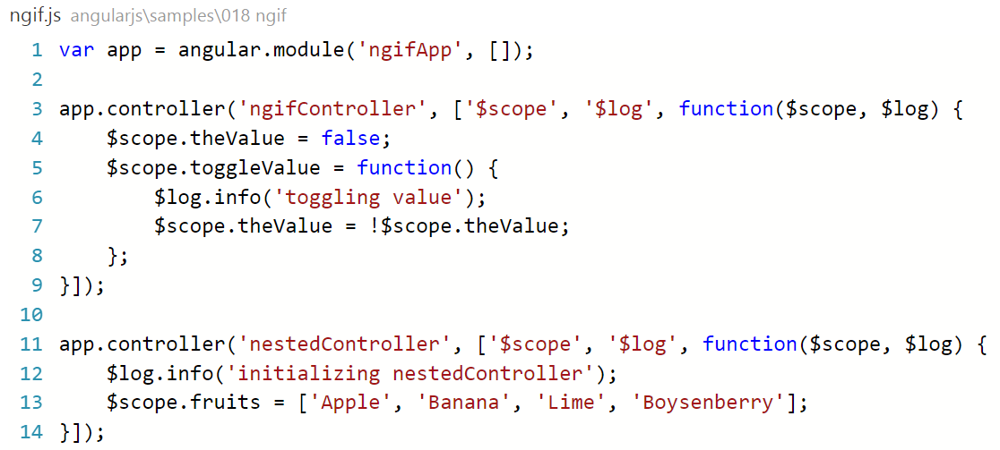 ngif.js angularjs\samples\018 ngif
1 var app = angular.module('ngifApp', []);
2
3 app.controller('ngifController', ['$scope', '$log', function($scope, $log) {
4     $scope.theValue = false;
5     $scope.toggleValue = function() {
6         $log.info('toggling value');
7         $scope.theValue = !$scope.theValue;
8     };
9 }]);
10
11 app.controller('nestedController', ['$scope', '$log', function($scope, $log) {
12     $log.info('initializing nestedController');
13     $scope.fruits = ['Apple', 'Banana', 'Lime', 'Boysenberry'];
14 }]);